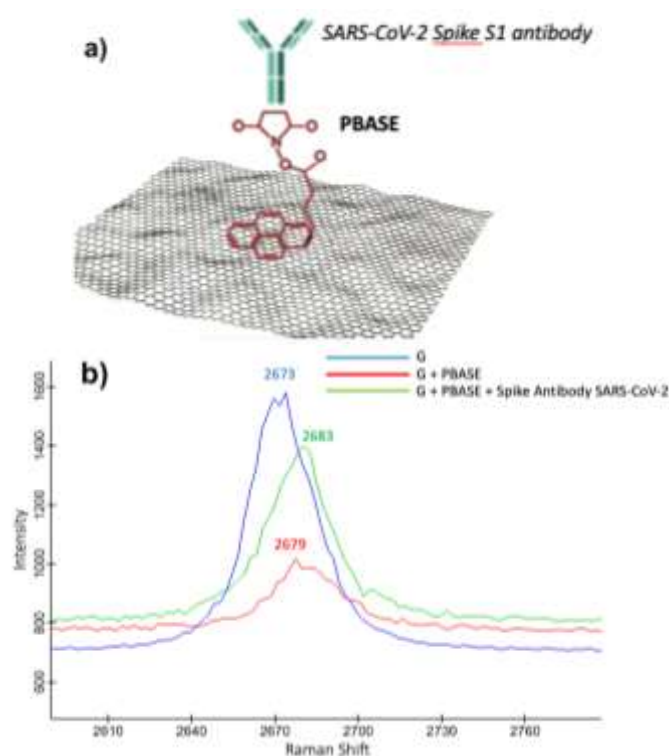 a)
SARS-CoV-2 Spike S1 antibody
PBASE
O
O
N
O
O
b)
G
G + PBASE
G + PBASE + Spike Antibody SARS-CoV-2
2673
2683
2679
1600
1400
1200
1000
800
600
Intensity
2610
2640
2670
2700
2730
2760
Raman Shift